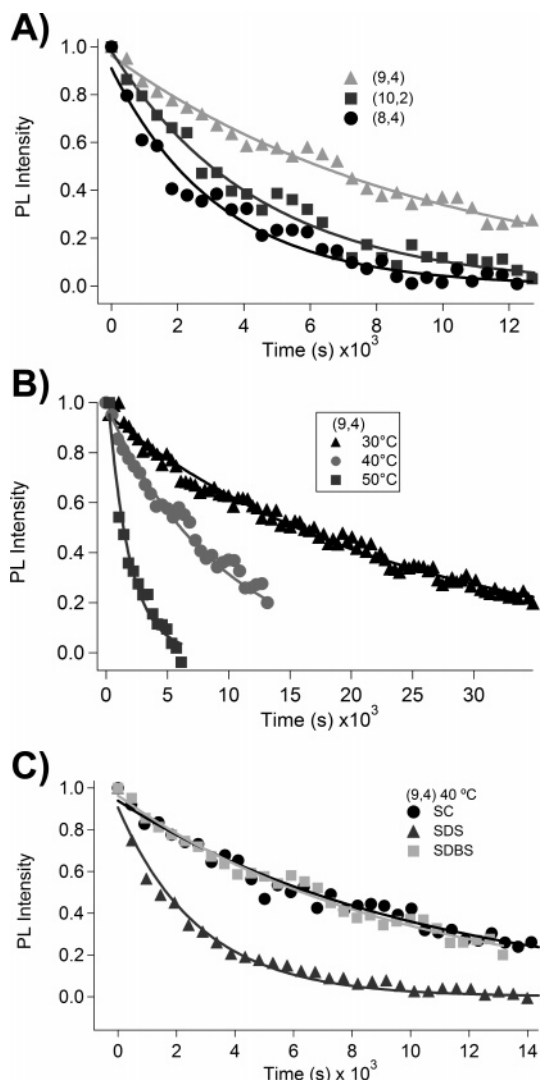 A)
1.0
0.8
0.6
0.4
0.2
0.0
PL Intensity
(9,4)
(10,2)
(8,4)
0 2 4 6 8 10 12
Time (s) x10³
B)
1.0
0.8
0.6
0.4
0.2
0.0
PL Intensity
(9,4)
30°C
40°C
50°C
0 5 10 15 20 25 30
Time (s) x10³
C)
1.0
0.8
0.6
0.4
0.2
0.0
PL Intensity
(9,4) 40 ºC
SC
SDS
SDBS
0 2 4 6 8 10 12 14
Time (s) x 10³